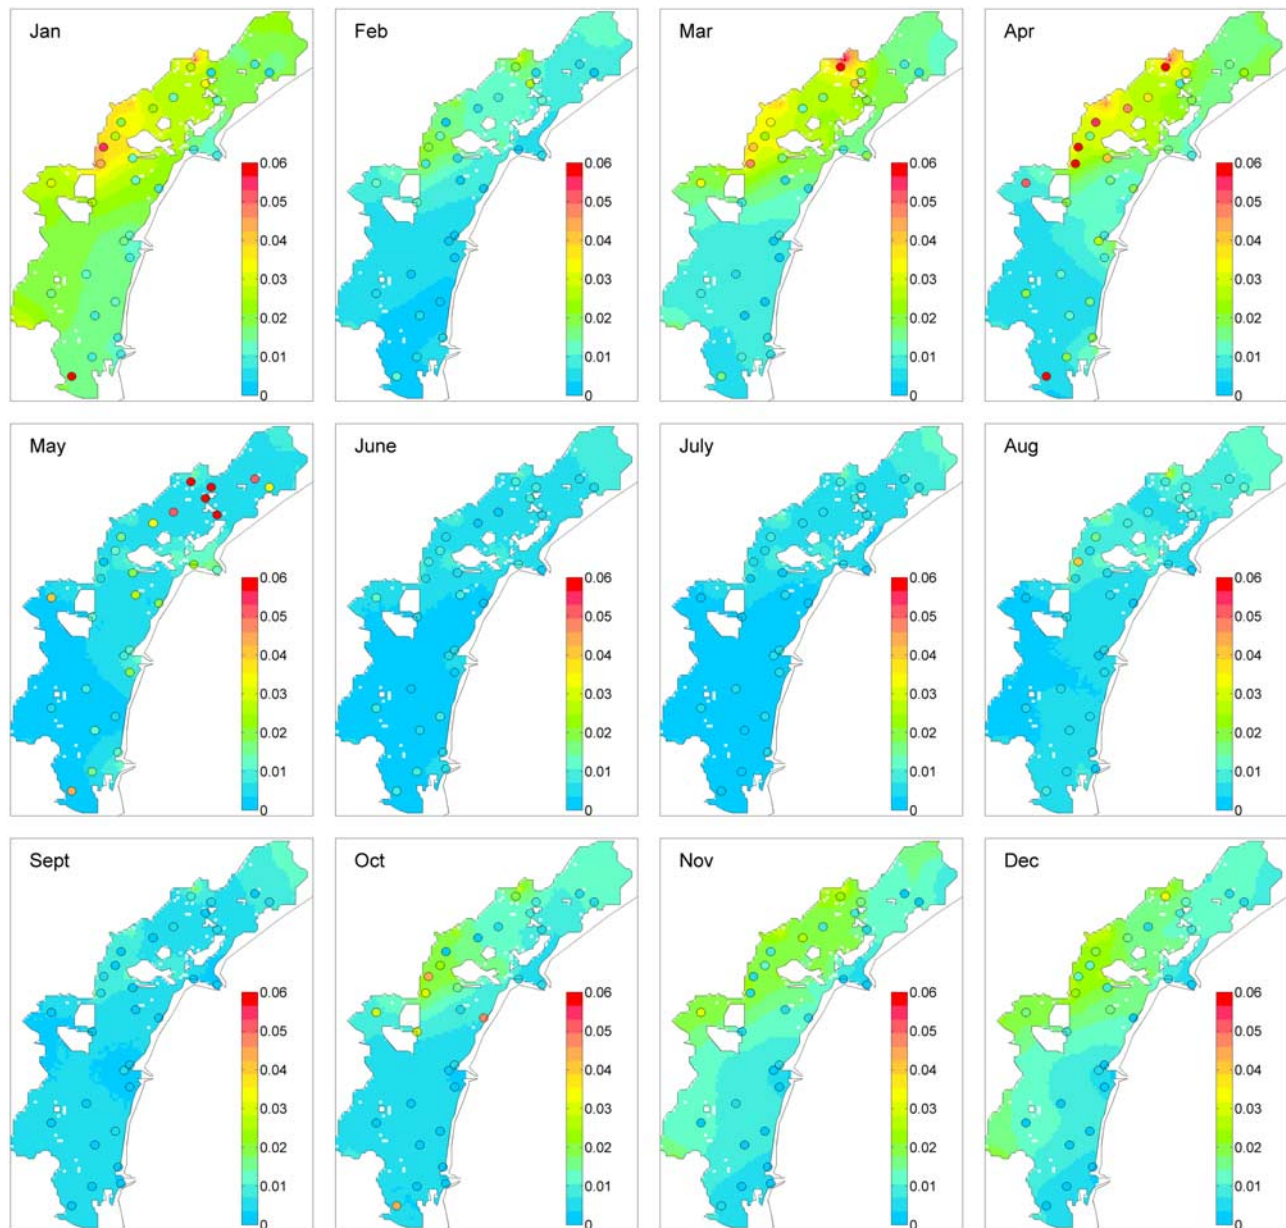 Jan
Feb
Mar
Apr
0.06 0.06 0.06 0.06
0.05 0.05 0.05 0.05
0.04 0.04 0.04 0.04
0.03 0.03 0.03 0.03
0.02 0.02 0.02 0.02
0.01 0.01 0.01 0.01
0 0 0 0
May
June
July
Aug
0.06 0.06 0.06 0.06
0.05 0.05 0.05 0.05
0.04 0.04 0.04 0.04
0.03 0.03 0.03 0.03
0.02 0.02 0.02 0.02
0.01 0.01 0.01 0.01
0 0 0 0
Sept
Oct
Nov
Dec
0.06 0.06 0.06 0.06
0.05 0.05 0.05 0.05
0.04 0.04 0.04 0.04
0.03 0.03 0.03 0.03
0.02 0.02 0.02 0.02
0.01 0.01 0.01 0.01
0 0 0 0